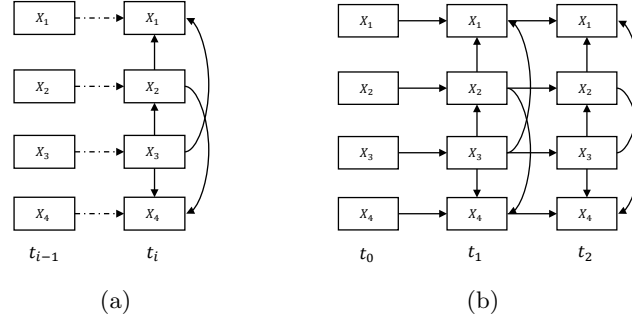 X₁ X₁ X₁ X₁ X₁
X₂ X₂ X₂ X₂ X₂
X₃ X₃ X₃ X₃ X₃
X₄ X₄ X₄ X₄ X₄
tᵢ₋₁ tᵢ t₀ t₁ t₂
(a) (b)